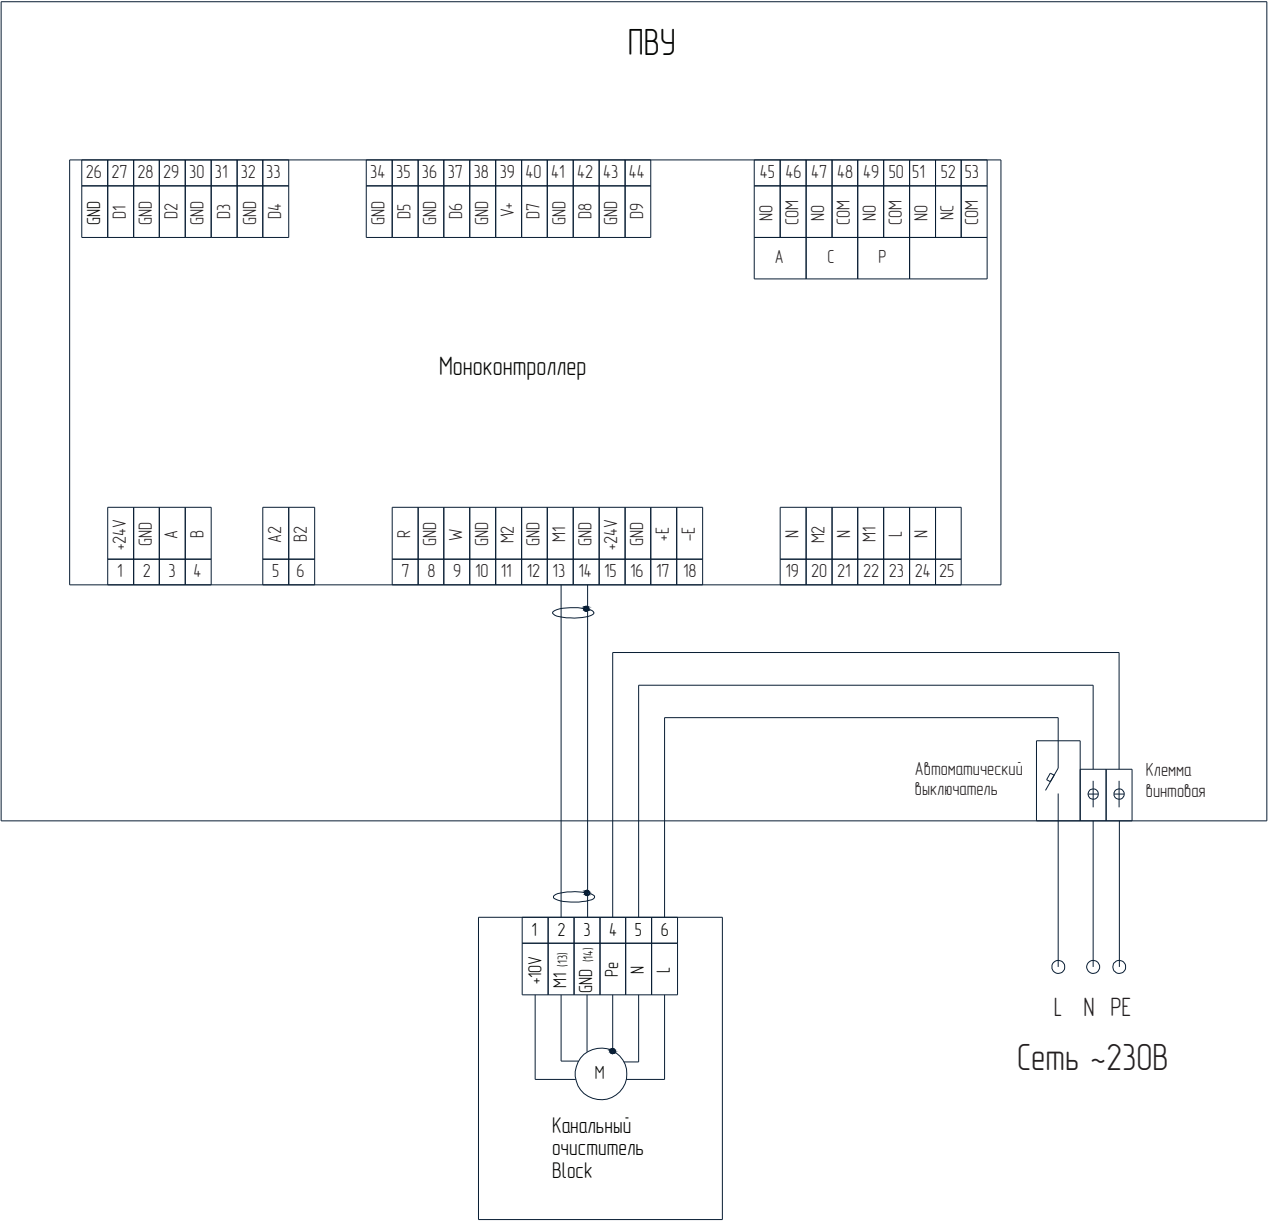 ПВУ
26 27 28 29 30 31 32 33
GND D1 GND D2 GND D3 GND D4
34 35 36 37 38 39 40 41 42 43 44
GND D5 GND D6 GND V+ D7 GND D8 GND D9
45 46 47 48 49 50 51 52 53
NO COM NO COM NO COM NO NC COM
A C P
Моноконтроллер
+24V GND A B
1 2 3 4
A2 B2
5 6
R GND W GND M2 GND M1 GND +24V GND +E -E
7 8 9 10 11 12 13 14 15 16 17 18
N M2 N M1 L N
19 20 21 22 23 24 25
Автоматический
выключатель
Клемма
винтовая
1 2 3 4 5 6
+10V M1 (13) GND (14) Pe N L
M
Канальный
очиститель
Block
L N PE
Сеть ~230В